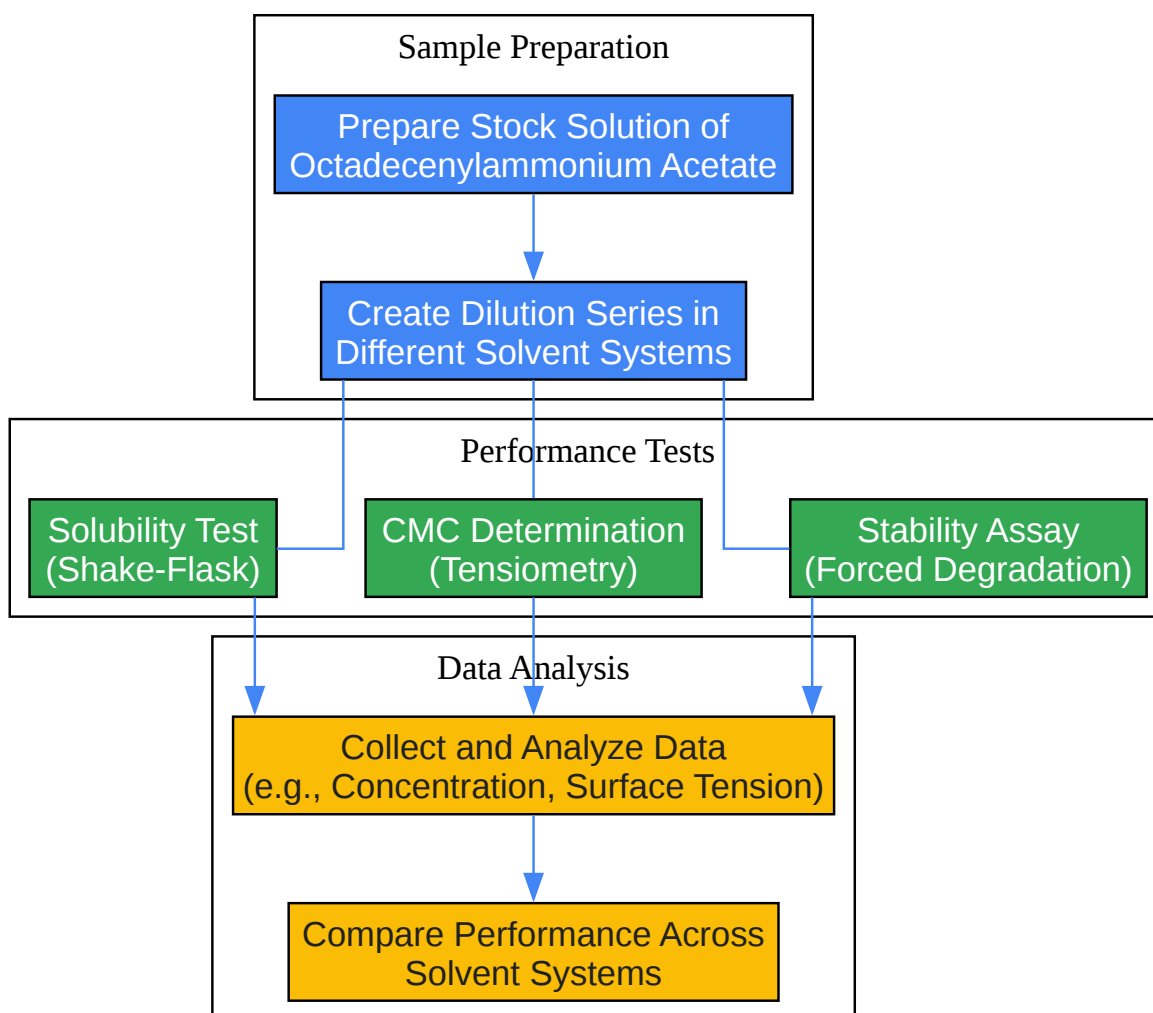 Sample Preparation
Prepare Stock Solution of
Octadecenylammonium Acetate
Create Dilution Series in
Different Solvent Systems
Performance Tests
Solubility Test
(Shake-Flask)
CMC Determination
(Tensiometry)
Stability Assay
(Forced Degradation)
Data Analysis
Collect and Analyze Data
(e.g., Concentration, Surface Tension)
Compare Performance Across
Solvent Systems